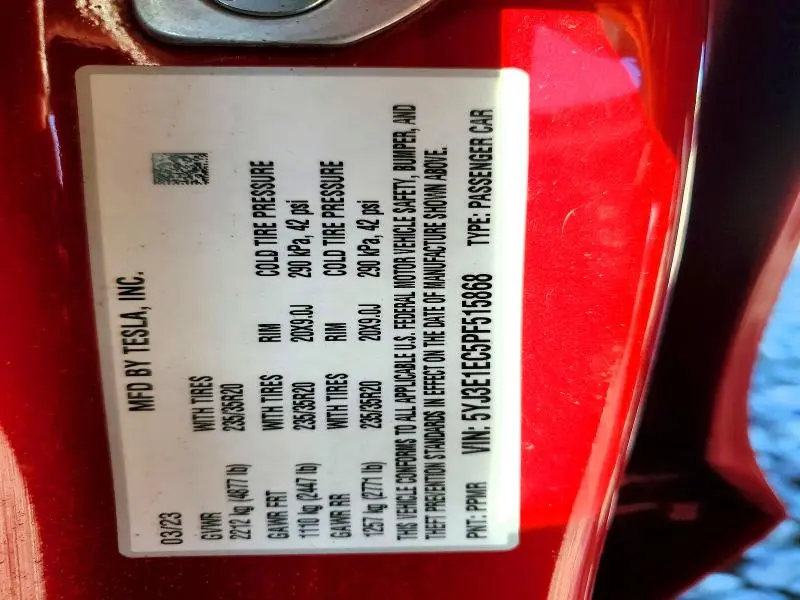 MFD BY TESLA, INC.
03/23
GVWR WITH TIRES
2212 kg (4877 lb) 235/35R20
GAWR FRT WITH TIRES RIM COLD TIRE PRESSURE
1110 kg (2447 lb) 235/35R20 20X9.0J 290 kPa, 42 psi
GAWR RR WITH TIRES RIM COLD TIRE PRESSURE
1257 kg (2771 lb) 235/35R20 20X9.0J 290 kPa, 42 psi
THIS VEHICLE CONFORMS TO ALL APPLICABLE U.S. FEDERAL MOTOR VEHICLE SAFETY, BUMPER, AND
THEFT PREVENTION STANDARDS IN EFFECT ON THE DATE OF MANUFACTURE SHOWN ABOVE.
PNT: PPMR VIN: 5YJ3E1EC5PF515868 TYPE: PASSENGER CAR